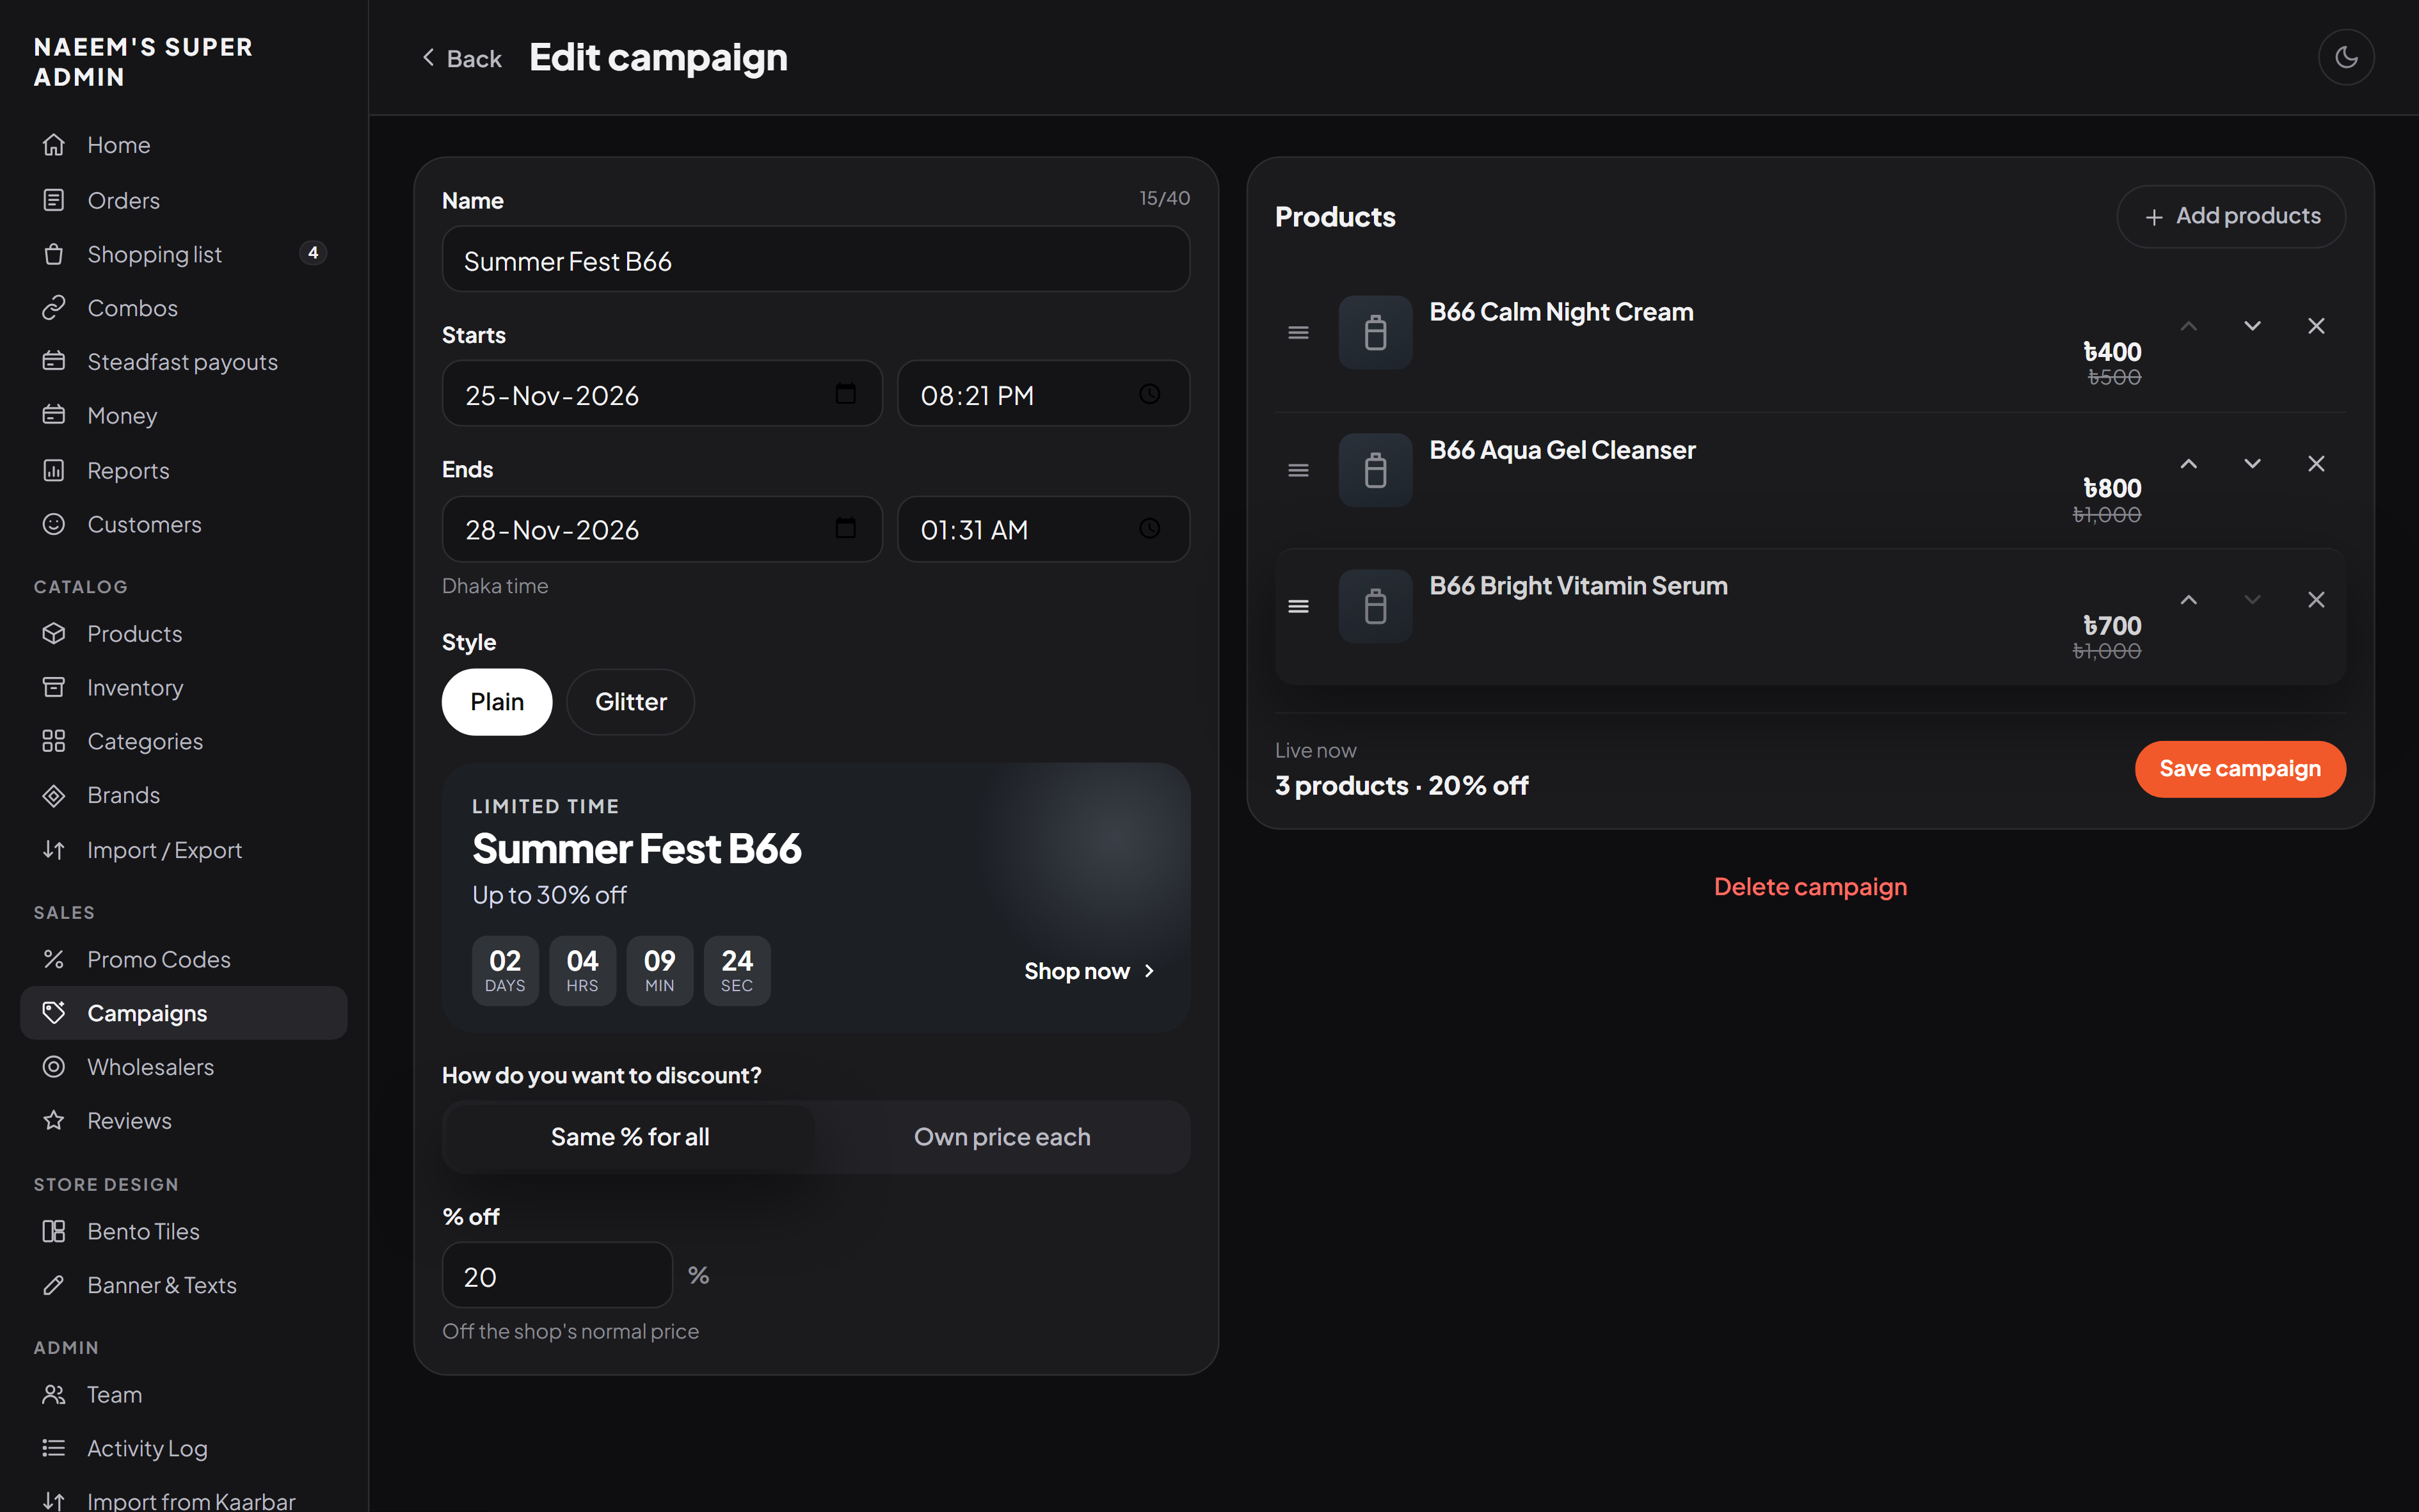 NAEEM'S SUPER
ADMIN
Home
Orders
Shopping list 4
Combos
Steadfast payouts
Money
Reports
Customers
CATALOG
Products
Inventory
Categories
Brands
Import / Export
SALES
Promo Codes
Campaigns
Wholesalers
Reviews
STORE DESIGN
Bento Tiles
Banner & Texts
ADMIN
Team
Activity Log
Import from Kaarbar
Back Edit campaign
Name 15/40
Summer Fest B66
Starts
25-Nov-2026 08:21 PM
Ends
28-Nov-2026 01:31 AM
Dhaka time
Style
Plain Glitter
LIMITED TIME
Summer Fest B66
Up to 30% off
02 04 09 24
DAYS HRS MIN SEC
Shop now
How do you want to discount?
Same % for all Own price each
% off
20 %
Off the shop's normal price
Products + Add products
B66 Calm Night Cream
৳400
৳500
B66 Aqua Gel Cleanser
৳800
৳1,000
B66 Bright Vitamin Serum
৳700
৳1,000
Live now
3 products · 20% off
Save campaign
Delete campaign